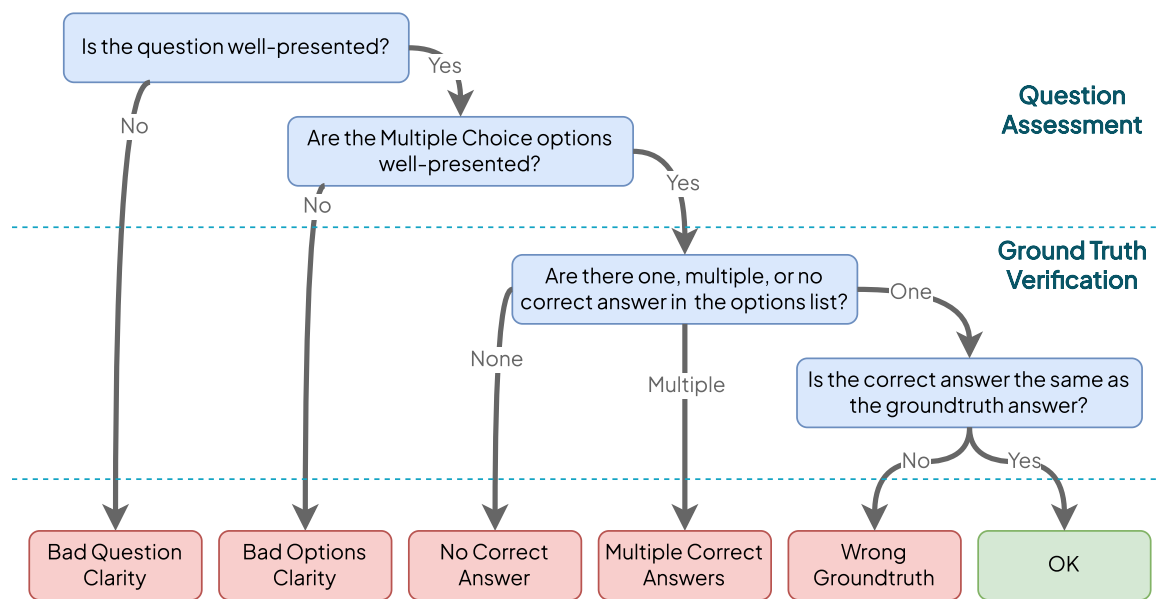 Is the question well-presented?
Yes
No
Question
Assessment
Are the Multiple Choice options
well-presented?
Yes
No
Ground Truth
Verification
Are there one, multiple, or no
correct answer in the options list?
One
None
Multiple
Is the correct answer the same as
the groundtruth answer?
No
Yes
Bad Question
Clarity
Bad Options
Clarity
No Correct
Answer
Multiple Correct
Answers
Wrong
Groundtruth
OK